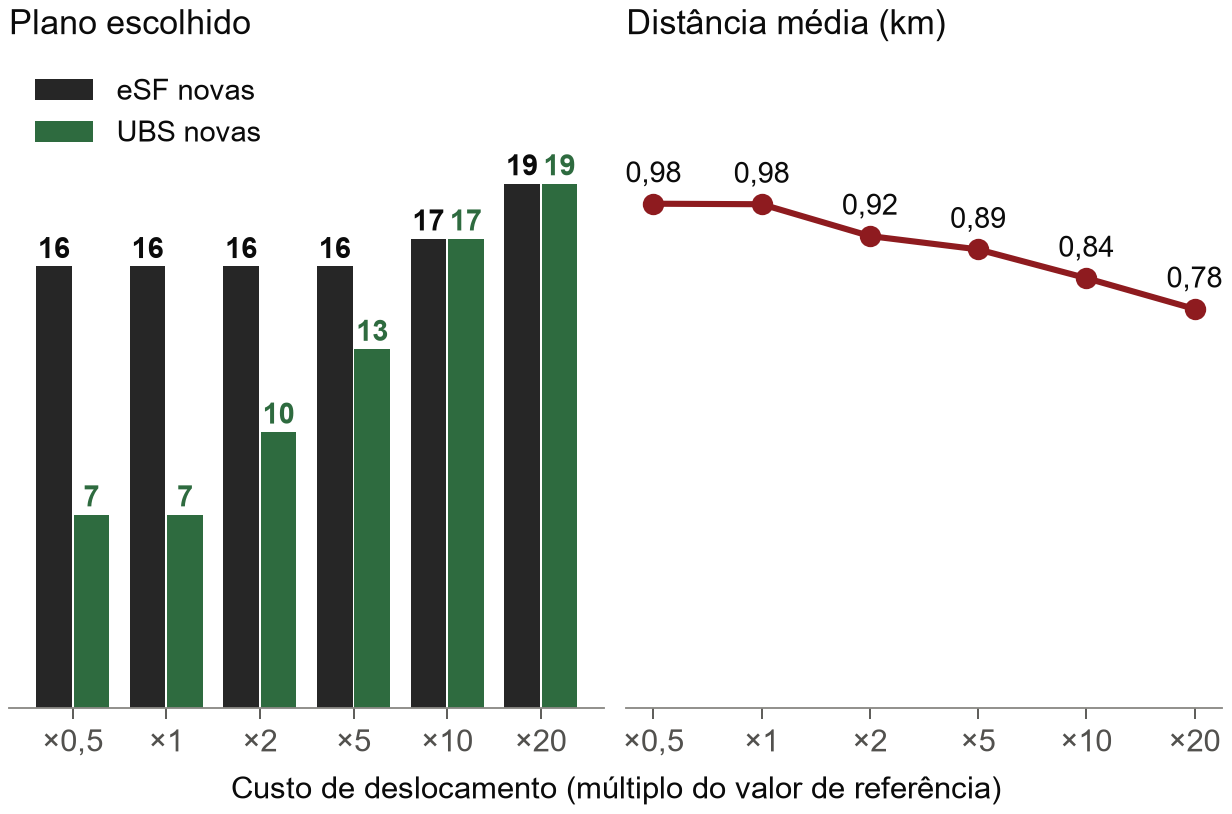 Plano escolhido
eSF novas
UBS novas
16 7 16 7 16 10 16 13 17 17 19 19
×0,5 ×1 ×2 ×5 ×10 ×20
Distância média (km)
0,98 0,98 0,92 0,89 0,84 0,78
×0,5 ×1 ×2 ×5 ×10 ×20
Custo de deslocamento (múltiplo do valor de referência)